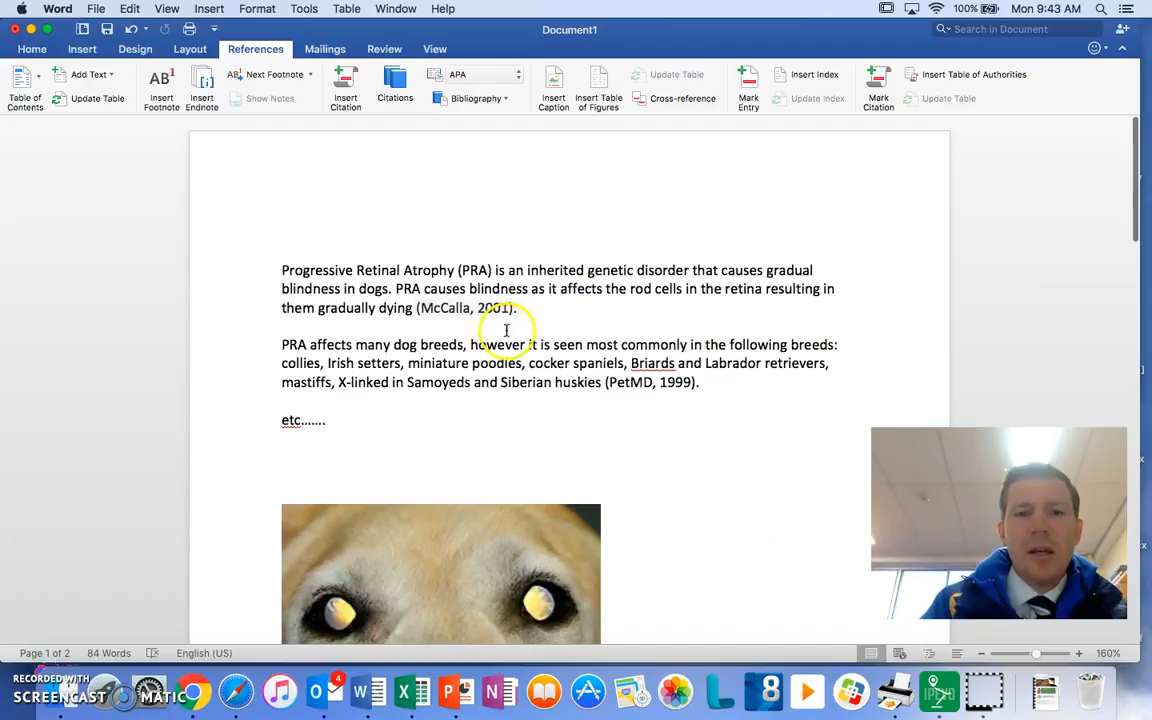 Word File Edit View Insert Format Tools Table Window Help 100% Mon 9:43 AM
Document1
Search in Document
Home Insert Design Layout References Mailings Review View
Table of Contents
Add Text
Update Table
AB1 Insert Footnote
Insert Endnote
AB1 Next Footnote
Show Notes
Insert Citation
Citations
APA
Bibliography
Insert Caption
Insert Table of Figures
Update Table
Cross-reference
Mark Entry
Insert Index
Update Index
Mark Citation
Insert Table of Authorities
Update Table
Progressive Retinal Atrophy (PRA) is an inherited genetic disorder that causes gradual
blindness in dogs. PRA causes blindness as it affects the rod cells in the retina resulting in
them gradually dying (McCalla, 2001).
PRA affects many dog breeds, however it is seen most commonly in the following breeds:
collies, Irish setters, miniature poodles, cocker spaniels, Briards and Labrador retrievers,
mastiffs, X-linked in Samoyeds and Siberian huskies (PetMD, 1999).
etc.......
Page 1 of 2 84 Words English (US) 160%
RECORDED WITH
SCREENCAST MATIC
4
8